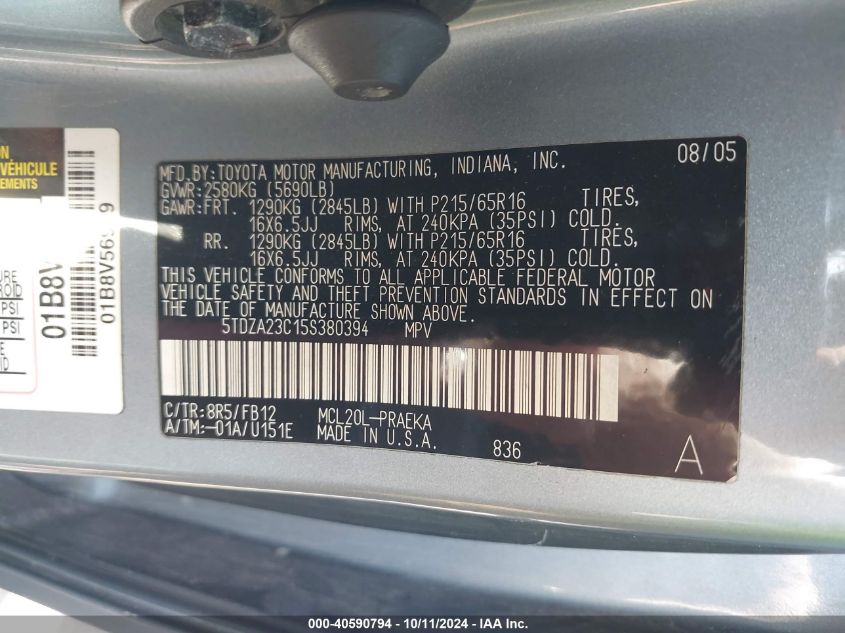 MFD.BY:TOYOTA MOTOR MANUFACTURING, INDIANA, INC. 08/05
GVWR:2580KG (5690LB)
GAWR:FRT. 1290KG (2845LB) WITH P215/65R16 TIRES,
16X6.5JJ RIMS, AT 240KPA (35PSI) COLD.
RR. 1290KG (2845LB) WITH P215/65R16 TIRES,
16X6.5JJ RIMS, AT 240KPA (35PSI) COLD.
THIS VEHICLE CONFORMS TO ALL APPLICABLE FEDERAL MOTOR
VEHICLE SAFETY AND THEFT PREVENTION STANDARDS IN EFFECT ON
THE DATE OF MANUFACTURE SHOWN ABOVE.
5TDZA23C15S380394 MPV
C/TR:8R5/FB12 MCL20L-PRAEKA
A/TM:-01A/U151E MADE IN U.S.A. 836
A
VÉHICULE
PSI
PSI
01B8V
000-40590794 - 10/11/2024 - IAA Inc.